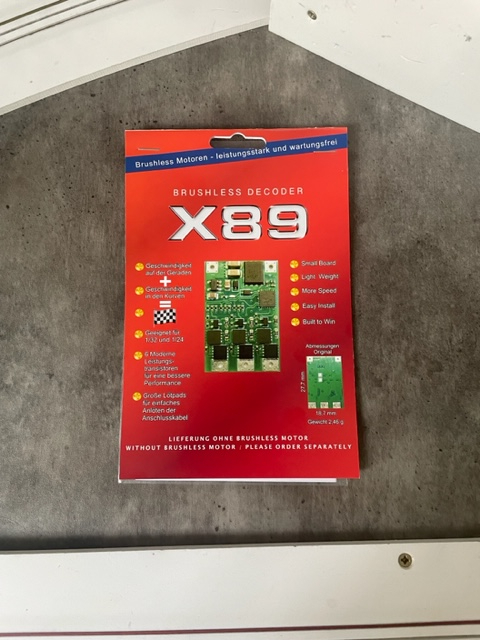 Brushless Motoren - leistungsstark und wartungsfrei
BRUSHLESS DECODER
X89
Geschwindigkeit
auf der Geraden
+
Geschwindigkeit
in den Kurven
=
Geeignet für
1/32 und 1/24
6 Moderne
Leistungs-
transistoren
für eine bessere
Performance
Große Lötpads
für einfaches
Anlöten der
Anschlusskabel
Small Board
Light Weight
More Speed
Easy Install
Built to Win
Abmessungen
Original
27.7 mm
18.7 mm
Gewicht 2.46 g
LIEFERUNG OHNE BRUSHLESS MOTOR
WITHOUT BRUSHLESS MOTOR / PLEASE ORDER SEPARATELY